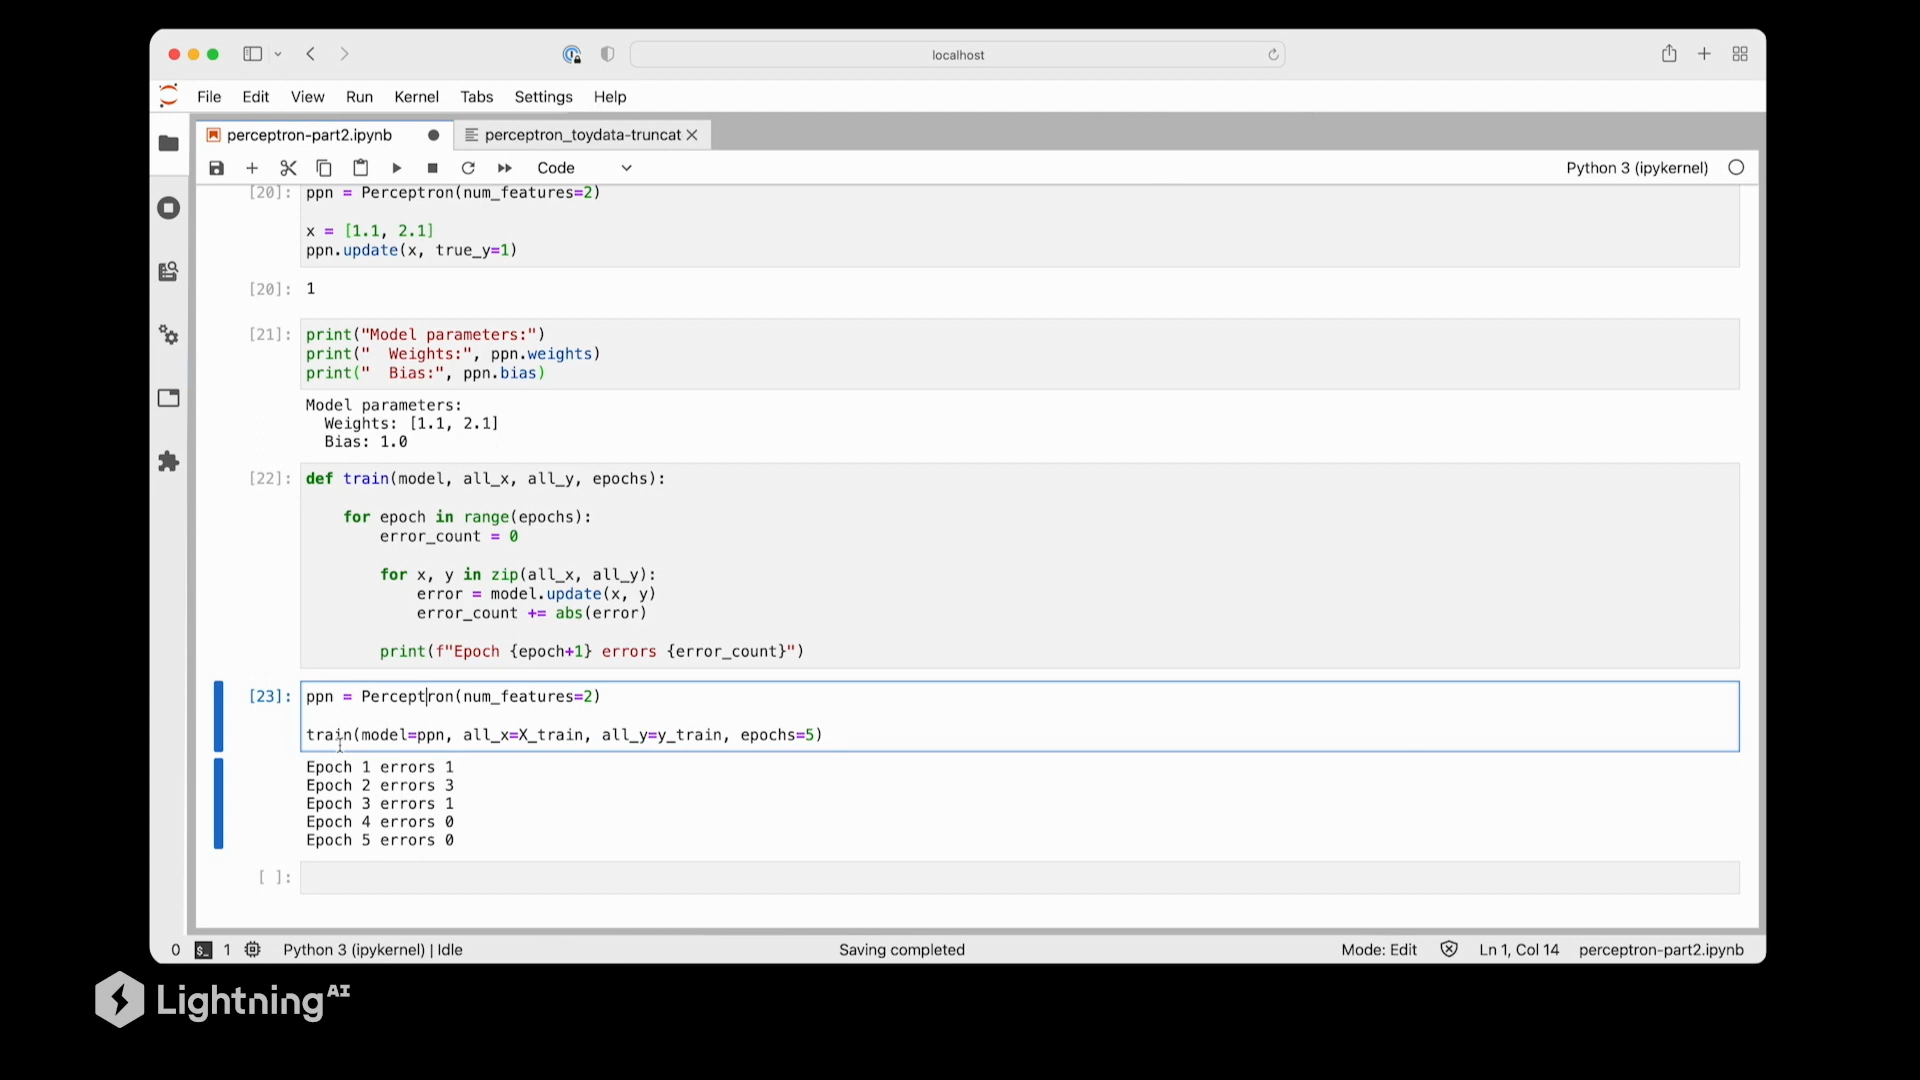 localhost
File Edit View Run Kernel Tabs Settings Help
perceptron-part2.ipynb perceptron_toydata-truncat
Code Python 3 (ipykernel)
[20]: ppn = Perceptron(num_features=2)
x = [1.1, 2.1]
ppn.update(x, true_y=1)
[20]: 1
[21]: print("Model parameters:")
print("  Weights:", ppn.weights)
print("  Bias:", ppn.bias)
Model parameters:
  Weights: [1.1, 2.1]
  Bias: 1.0
[22]: def train(model, all_x, all_y, epochs):
    for epoch in range(epochs):
        error_count = 0
        for x, y in zip(all_x, all_y):
            error = model.update(x, y)
            error_count += abs(error)
        print(f"Epoch {epoch+1} errors {error_count}")
[23]: ppn = Perceptron(num_features=2)
train(model=ppn, all_x=X_train, all_y=y_train, epochs=5)
Epoch 1 errors 1
Epoch 2 errors 3
Epoch 3 errors 1
Epoch 4 errors 0
Epoch 5 errors 0
[ ]:
0 $_ 1 Python 3 (ipykernel) | Idle Saving completed Mode: Edit Ln 1, Col 14 perceptron-part2.ipynb
Lightning AI